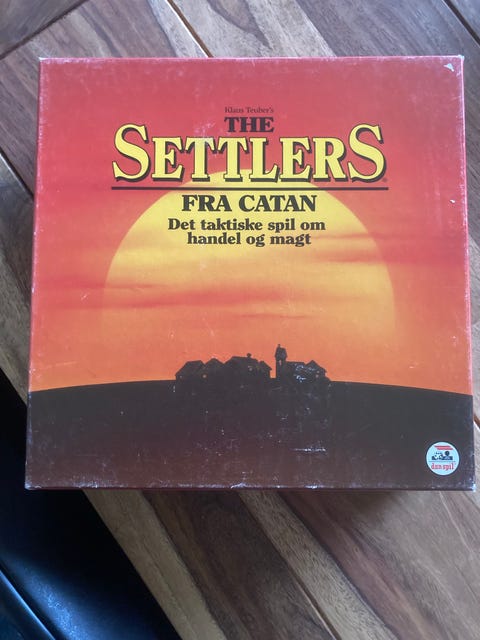 Klaus Teuber's
THE
SETTLERS
FRA CATAN
Det taktiske spil om
handel og magt
dan spil